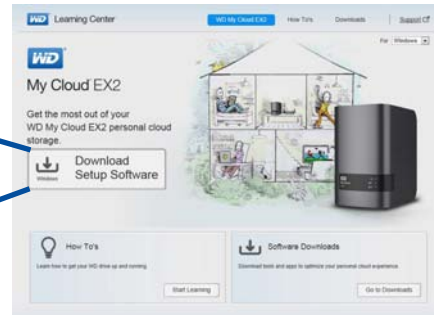 WD Learning Center
WD My Cloud EX2 How To's Downloads Support
For Windows
WD
My Cloud EX2
Get the most out of your
WD My Cloud EX2 personal cloud
storage.
Download
Setup Software
Windows
How To's
Learn how to get your WD drive up and running
Start Learning
Software Downloads
Download tools and apps to optimize your personal cloud experience.
Go to Downloads